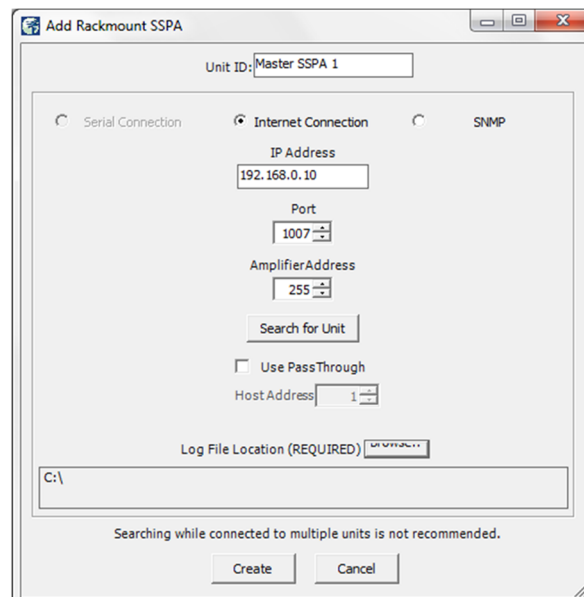 Add Rackmount SSPA
Unit ID: Master SSPA 1
Serial Connection Internet Connection SNMP
IP Address
192.168.0.10
Port
1007
AmplifierAddress
255
Search for Unit
Use PassThrough
Host Address 1
Log File Location (REQUIRED) Browse..
C:\
Searching while connected to multiple units is not recommended.
Create Cancel